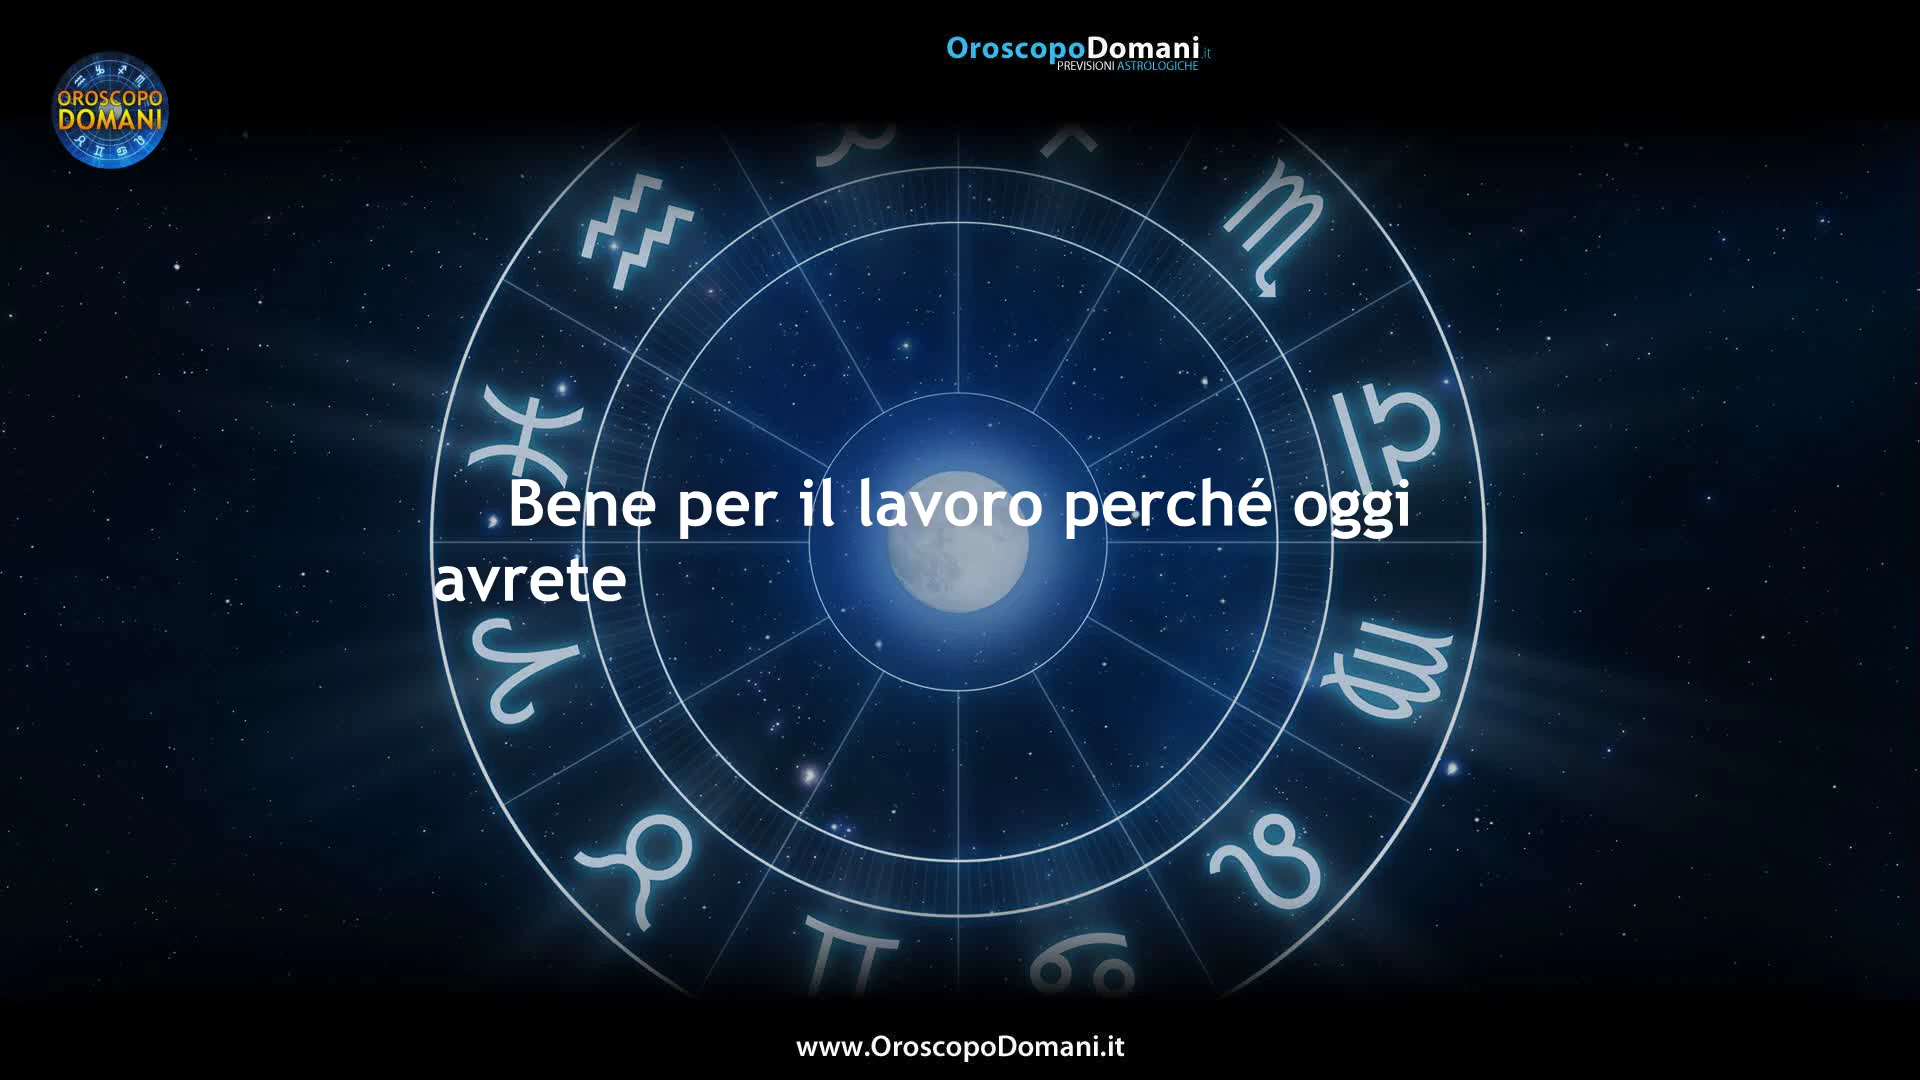 OroscopoDomani.it
PREVISIONI ASTROLOGICHE
OROSCOPO
DOMANI
Bene per il lavoro perché oggi
avrete
www.OroscopoDomani.it